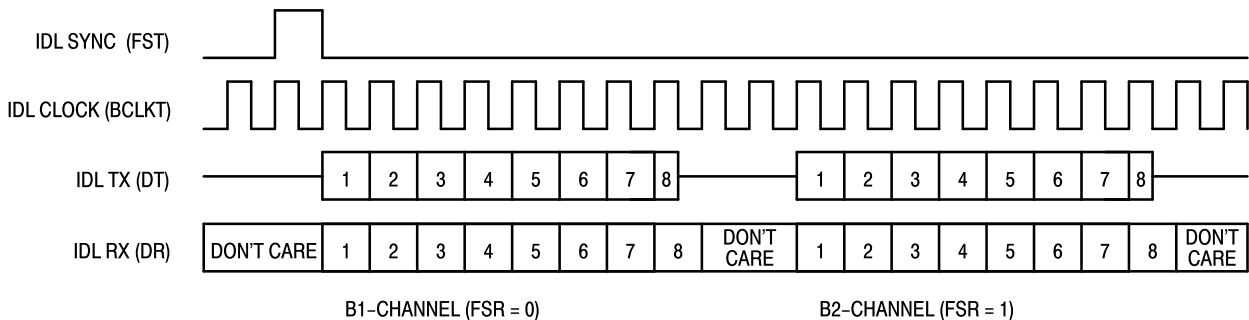 IDL SYNC (FST)
IDL CLOCK (BCLKT)
IDL TX (DT) 1 2 3 4 5 6 7 8 1 2 3 4 5 6 7 8
IDL RX (DR) DON'T CARE 1 2 3 4 5 6 7 8 DON'T CARE 1 2 3 4 5 6 7 8 DON'T CARE
B1–CHANNEL (FSR = 0) B2–CHANNEL (FSR = 1)